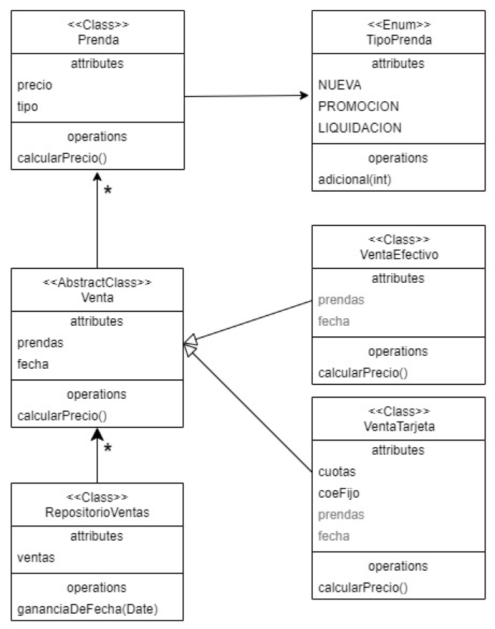 <<Class>>
Prenda
attributes
precio
tipo
operations
calcularPrecio()
<<Enum>>
TipoPrenda
attributes
NUEVA
PROMOCION
LIQUIDACION
operations
adicional(int)
*
<<AbstractClass>>
Venta
attributes
prendas
fecha
operations
calcularPrecio()
<<Class>>
VentaEfectivo
attributes
prendas
fecha
operations
calcularPrecio()
*
<<Class>>
RepositorioVentas
attributes
ventas
operations
gananciaDeFecha(Date)
<<Class>>
VentaTarjeta
attributes
cuotas
coeFijo
prendas
fecha
operations
calcularPrecio()